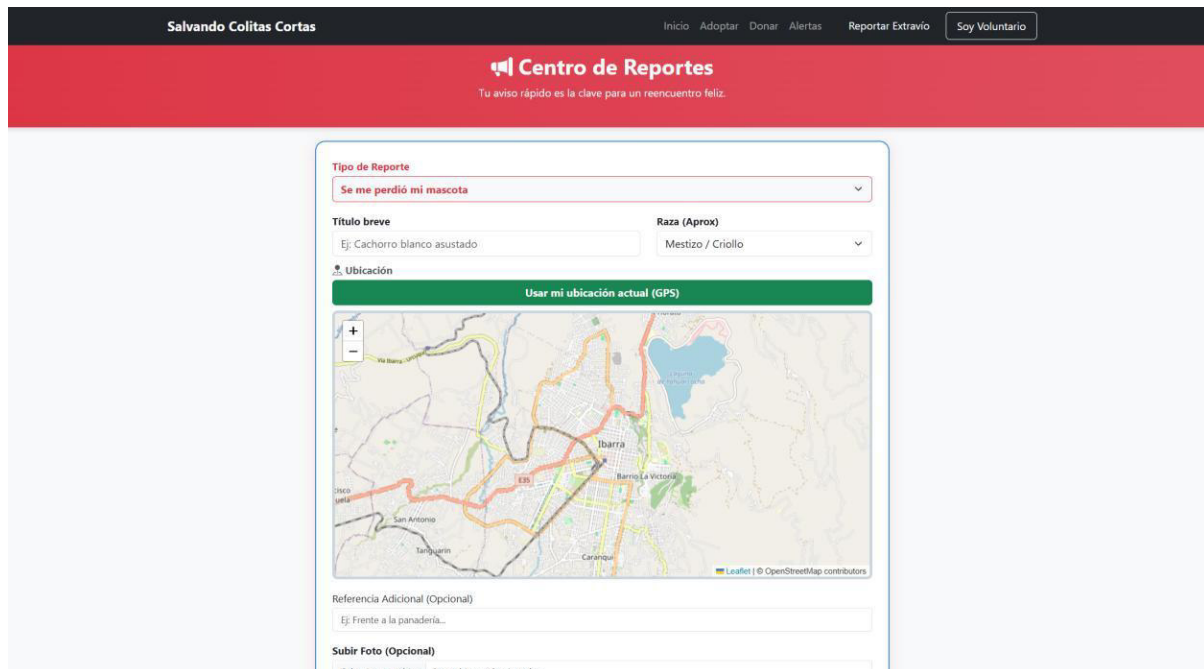 Salvando Colitas Cortas
Inicio Adoptar Donar Alertas Reportar Extravío Soy Voluntario
Centro de Reportes
Tu aviso rápido es la clave para un reencuentro feliz.
Tipo de Reporte
Se me perdió mi mascota
Título breve Raza (Aprox)
Ej: Cachorro blanco asustado Mestizo / Criollo
Ubicación
Usar mi ubicación actual (GPS)
+
−
Vía Ibarra
Ibarra
E35
Barrio La Victoria
San Antonio
Tanguarin
Caranqui
Leaflet | © OpenStreetMap contributors
Referencia Adicional (Opcional)
Ej: Frente a la panadería...
Subir Foto (Opcional)